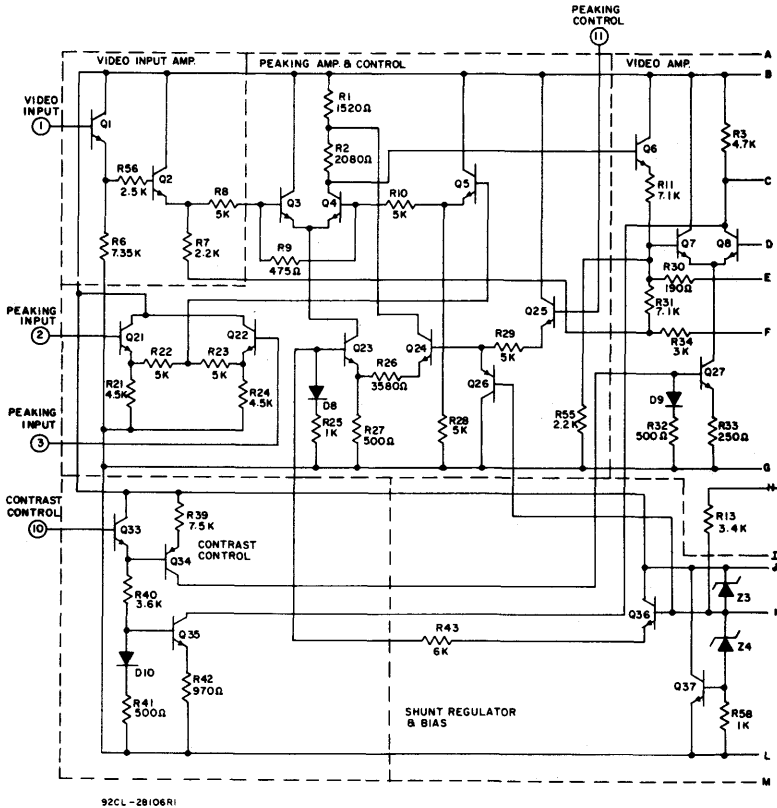 PEAKING
CONTROL
11
VIDEO INPUT AMP.
PEAKING AMP & CONTROL
VIDEO AMP.
A
B
VIDEO
INPUT
1
Q1
R56
2.5K
Q2
R6
7.35K
R7
2.2K
R8
5K
Q3
R1
1520Ω
R2
2080Ω
Q4
R9
475Ω
R10
5K
Q5
Q6
R11
7.1K
R3
4.7K
C
Q7
Q8
D
R30
190Ω
E
R31
7.1K
R34
3K
F
PEAKING
INPUT
2
Q21
Q22
R22
5K
R23
5K
R21
4.5K
R24
4.5K
PEAKING
INPUT
3
Q23
R26
3580Ω
Q24
R29
5K
Q25
Q26
D8
R25
1K
R27
500Ω
R28
5K
R55
2.2K
Q27
D9
R32
500Ω
R33
250Ω
G
CONTRAST
CONTROL
10
Q33
R39
7.5K
CONTRAST
CONTROL
Q34
R40
3.6K
Q35
D10
R41
500Ω
R42
970Ω
R43
6K
Q36
R13
3.4K
H
I
J
Z3
Z4
Q37
R58
1K
SHUNT REGULATOR
& BIAS
L
M
92CL-28106R1